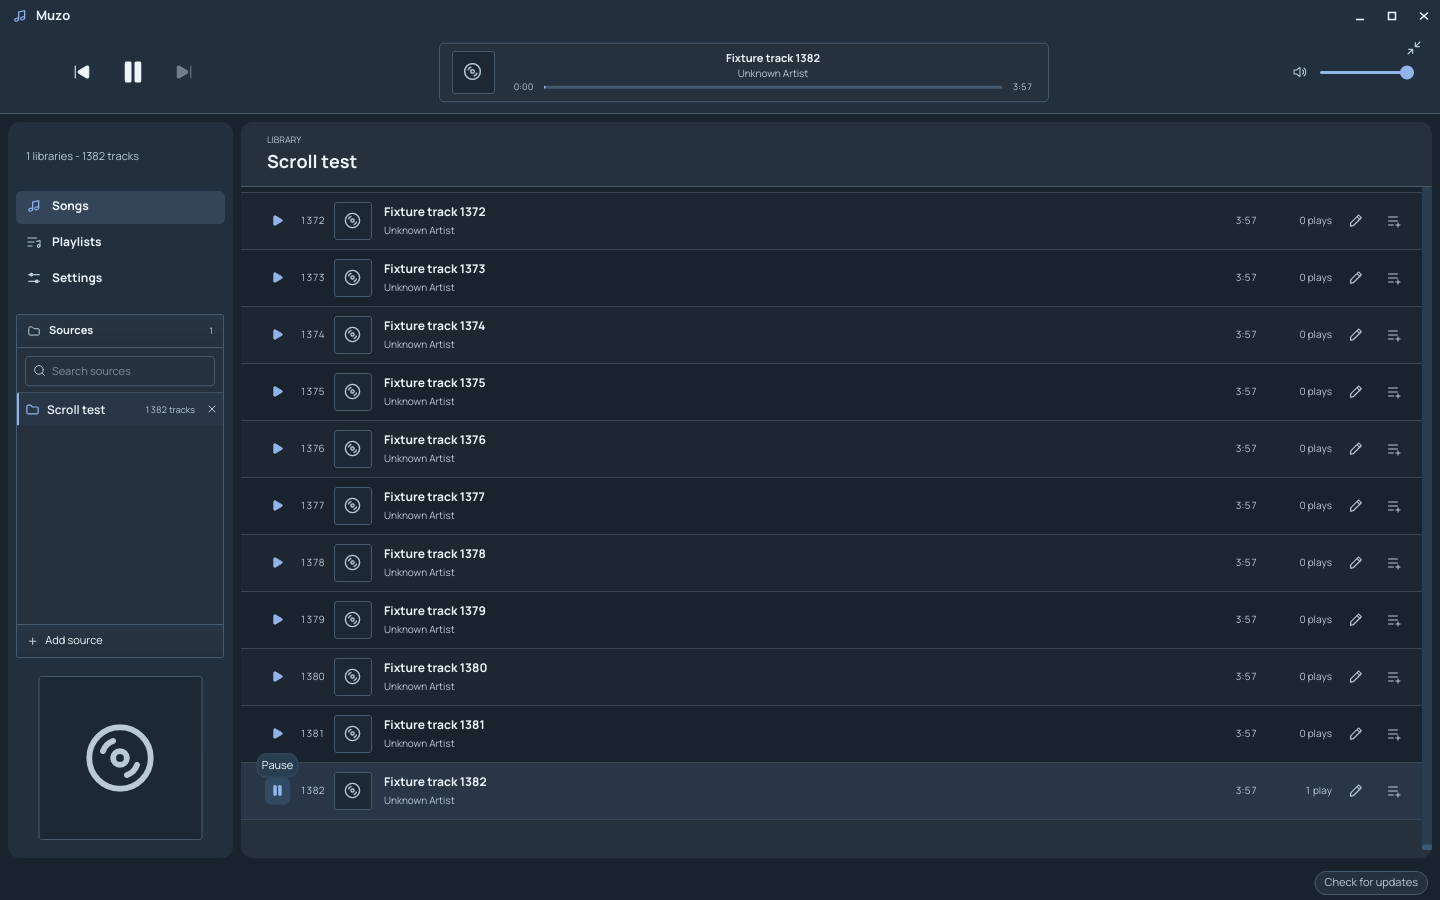 Muzo
Fixture track 1382
Unknown Artist
0:00
3:57
1 libraries - 1382 tracks
Songs
Playlists
Settings
Sources 1
Search sources
Scroll test 1382 tracks
Add source
LIBRARY
Scroll test
1372 Fixture track 1372 3:57 0 plays
Unknown Artist
1373 Fixture track 1373 3:57 0 plays
Unknown Artist
1374 Fixture track 1374 3:57 0 plays
Unknown Artist
1375 Fixture track 1375 3:57 0 plays
Unknown Artist
1376 Fixture track 1376 3:57 0 plays
Unknown Artist
1377 Fixture track 1377 3:57 0 plays
Unknown Artist
1378 Fixture track 1378 3:57 0 plays
Unknown Artist
1379 Fixture track 1379 3:57 0 plays
Unknown Artist
1380 Fixture track 1380 3:57 0 plays
Unknown Artist
1381 Fixture track 1381 3:57 0 plays
Unknown Artist
Pause
1382 Fixture track 1382 3:57 1 play
Unknown Artist
Check for updates